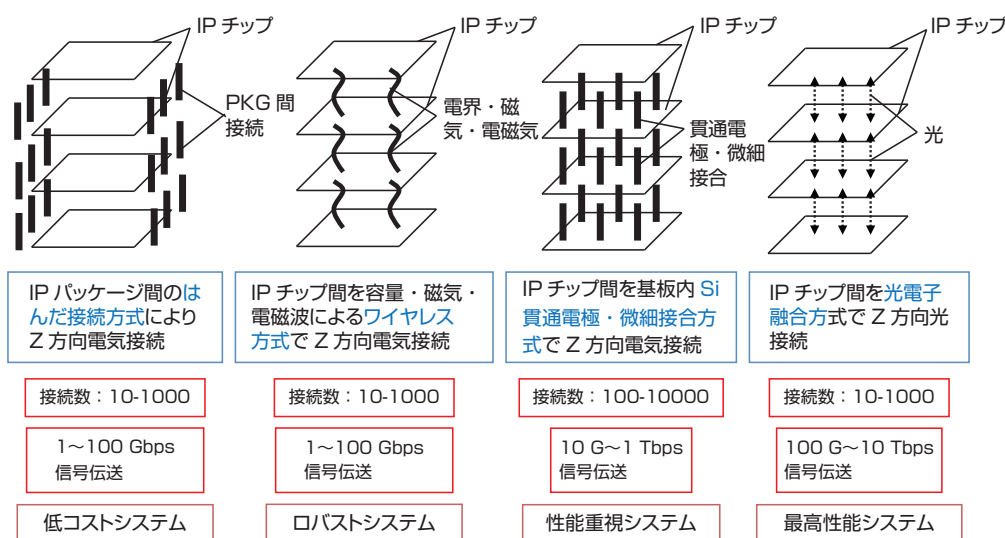 IP チップ
PKG 間
接続
IP パッケージ間のは
んだ接続方式により
Z 方向電気接続
接続数：10-1000
1～100 Gbps
信号伝送
低コストシステム
IP チップ
電界・磁
気・電磁気
IP チップ間を容量・磁気・
電磁波によるワイヤレス
方式で Z 方向電気接続
接続数：10-1000
1～100 Gbps
信号伝送
ロバストシステム
IP チップ
貫通電
極・微細
接合
IP チップ間を基板内 Si
貫通電極・微細接合方
式で Z 方向電気接続
接続数：100-10000
10 G～1 Tbps
信号伝送
性能重視システム
IP チップ
光
IP チップ間を光電子
融合方式で Z 方向光
接続
接続数：10-1000
100 G～10 Tbps
信号伝送
最高性能システム